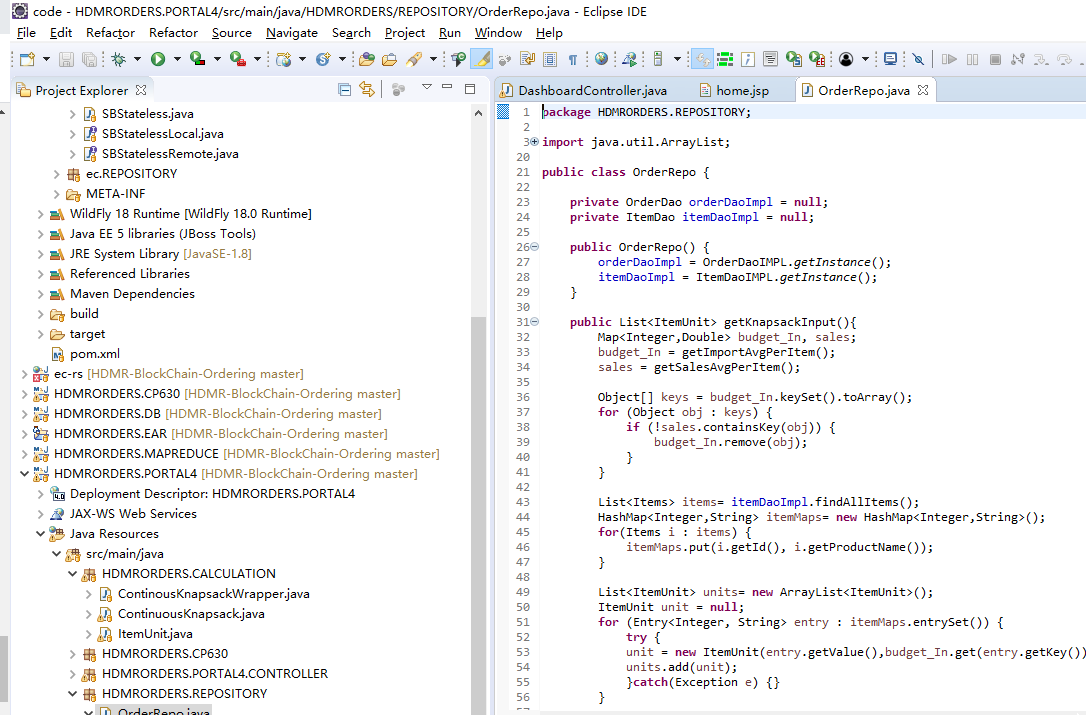 code - HDMRORDERS.PORTAL4/src/main/java/HDMRORDERS/REPOSITORY/OrderRepo.java - Eclipse IDE
File Edit Refactor Refactor Source Navigate Search Project Run Window Help
Project Explorer
SBStateless.java
SBStatelessLocal.java
SBStatelessRemote.java
ec.REPOSITORY
META-INF
WildFly 18 Runtime [WildFly 18.0 Runtime]
Java EE 5 libraries (JBoss Tools)
JRE System Library [JavaSE-1.8]
Referenced Libraries
Maven Dependencies
build
target
pom.xml
ec-rs [HDMR-BlockChain-Ordering master]
HDMRORDERS.CP630 [HDMR-BlockChain-Ordering master]
HDMRORDERS.DB [HDMR-BlockChain-Ordering master]
HDMRORDERS.EAR [HDMR-BlockChain-Ordering master]
HDMRORDERS.MAPREDUCE [HDMR-BlockChain-Ordering master]
HDMRORDERS.PORTAL4 [HDMR-BlockChain-Ordering master]
Deployment Descriptor: HDMRORDERS.PORTAL4
JAX-WS Web Services
Java Resources
src/main/java
HDMRORDERS.CALCULATION
ContinousKnapsackWrapper.java
ContinuousKnapsack.java
ItemUnit.java
HDMRORDERS.CP630
HDMRORDERS.PORTAL4.CONTROLLER
HDMRORDERS.REPOSITORY
OrderRepo.java
DashboardController.java home.jsp OrderRepo.java
1 package HDMRORDERS.REPOSITORY;
2
3 import java.util.ArrayList;
20
21 public class OrderRepo {
22
23 private OrderDao orderDaoImpl = null;
24 private ItemDao itemDaoImpl = null;
25
26 public OrderRepo() {
27 orderDaoImpl = OrderDaoIMPL.getInstance();
28 itemDaoImpl = ItemDaoIMPL.getInstance();
29 }
30
31 public List<ItemUnit> getKnapsackInput(){
32 Map<Integer,Double> budget_In, sales;
33 budget_In = getImportAvgPerItem();
34 sales = getSalesAvgPerItem();
35
36 Object[] keys = budget_In.keySet().toArray();
37 for (Object obj : keys) {
38 if (!sales.containsKey(obj)) {
39 budget_In.remove(obj);
40 }
41 }
42
43 List<Items> items= itemDaoImpl.findAllItems();
44 HashMap<Integer,String> itemMaps= new HashMap<Integer,String>();
45 for(Items i : items) {
46 itemMaps.put(i.getId(), i.getProductName());
47 }
48
49 List<ItemUnit> units= new ArrayList<ItemUnit>();
50 ItemUnit unit = null;
51 for (Entry<Integer, String> entry : itemMaps.entrySet()) {
52 try {
53 unit = new ItemUnit(entry.getValue(),budget_In.get(entry.getKey())
54 units.add(unit);
55 }catch(Exception e) {}
56 }